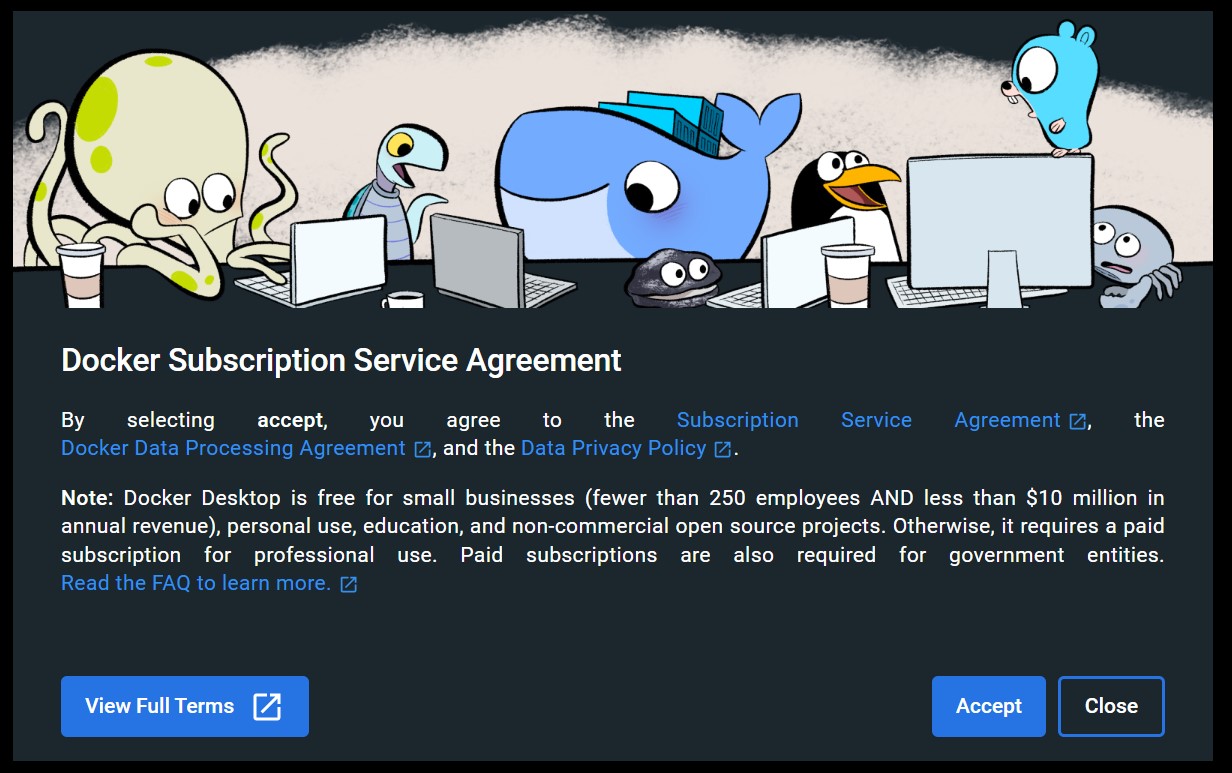 Docker Subscription Service Agreement
By selecting accept, you agree to the Subscription Service Agreement, the
Docker Data Processing Agreement, and the Data Privacy Policy.
Note: Docker Desktop is free for small businesses (fewer than 250 employees AND less than $10 million in
annual revenue), personal use, education, and non-commercial open source projects. Otherwise, it requires a paid
subscription for professional use. Paid subscriptions are also required for government entities.
Read the FAQ to learn more.
View Full Terms
Accept
Close